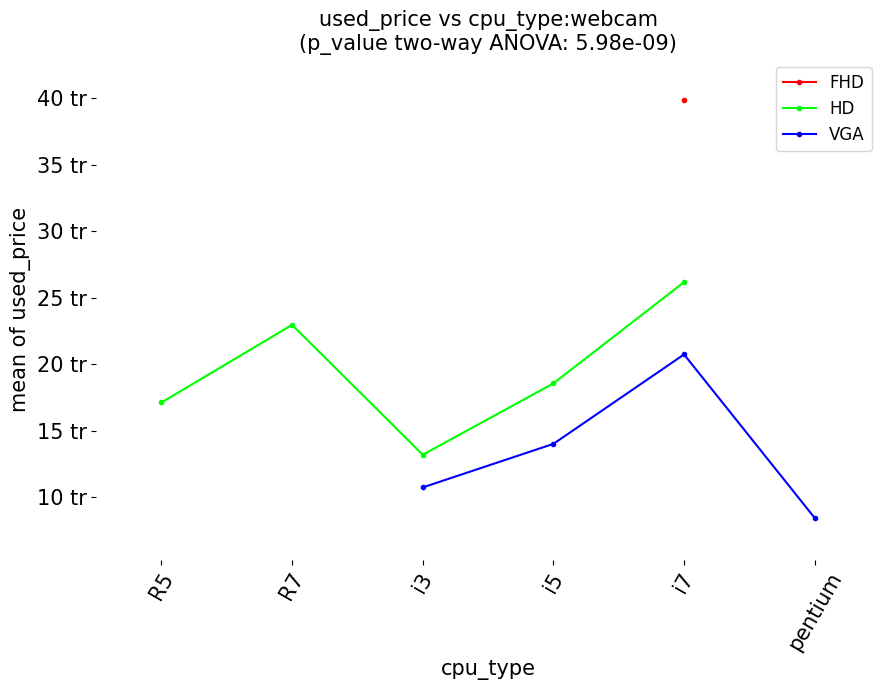 used_price vs cpu_type:webcam
(p_value two-way ANOVA: 5.98e-09)
FHD
HD
VGA
40 tr
35 tr
30 tr
25 tr
20 tr
15 tr
10 tr
mean of used_price
R5
R7
i3
i5
i7
pentium
cpu_type